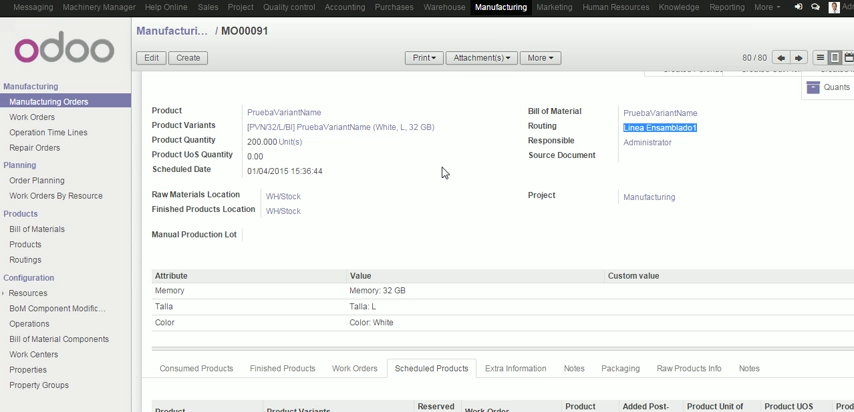 Messaging Machinery Manager Help Online Sales Project Quality control Accounting Purchases Warehouse Manufacturing Marketing Human Resources Knowledge Reporting More
odoo
Manufacturi… / MO00091
Edit Create Print Attachment(s) More 80 / 80
Quants
Manufacturing
Manufacturing Orders
Work Orders
Operation Time Lines
Repair Orders
Planning
Order Planning
Work Orders By Resource
Products
Bill of Materials
Products
Routings
Configuration
Resources
BoM Component Modific…
Operations
Bill of Material Components
Work Centers
Properties
Property Groups
Product PruebaVariantName Bill of Material PruebaVariantName
Product Variants [PVN/32/L/Bl] PruebaVariantName (White, L, 32 GB) Routing Linea Ensamblado1
Product Quantity 200.000 Unit(s) Responsible Administrator
Product UoS Quantity 0.00 Source Document
Scheduled Date 01/04/2015 15:36:44
Raw Materials Location WH/Stock Project Manufacturing
Finished Products Location WH/Stock
Manual Production Lot
Attribute Value Custom value
Memory Memory: 32 GB
Talla Talla: L
Color Color: White
Consumed Products Finished Products Work Orders Scheduled Products Extra Information Notes Packaging Raw Products Info Notes
Product Product Variants Reserved Work Order Product Added Post- Product Unit of Product UOS